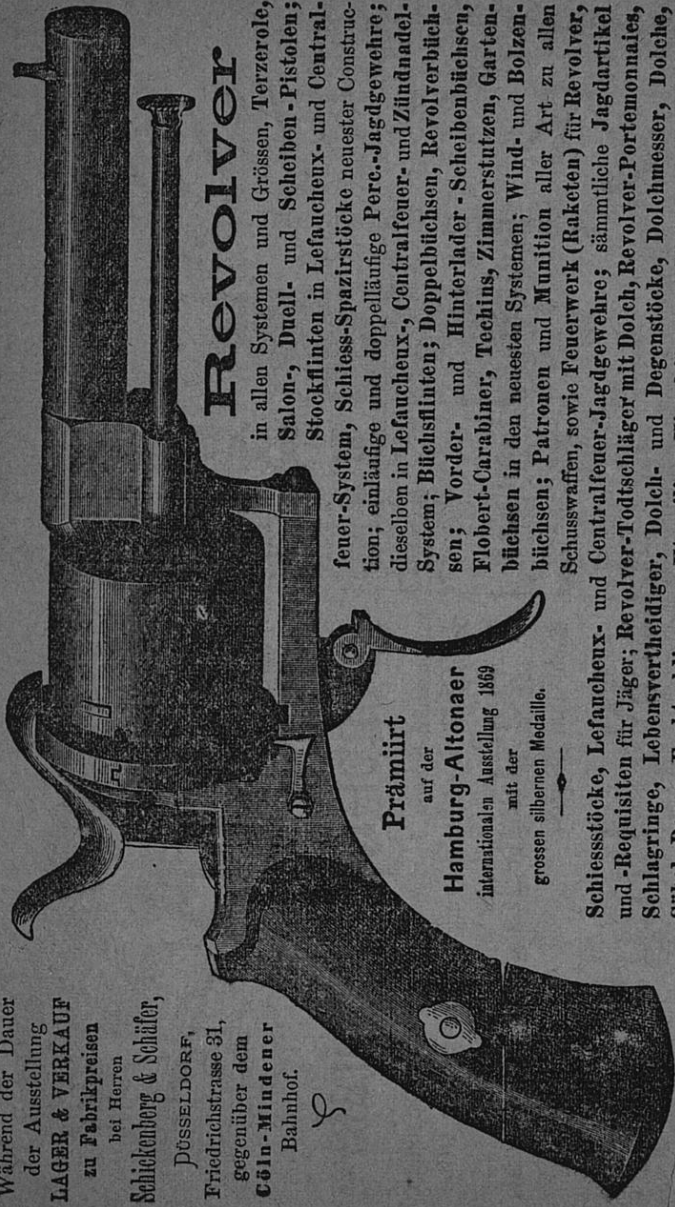 Während der Dauer
der Ausstellung
LAGER & VERKAUF
zu Fabrikpreisen
bei Herren
Schickenberg & Schäfer,
DÜSSELDORF,
Friedrichstrasse 31,
gegenüber dem
Cöln-Mindener
Bahnhof.
Prämiirt
auf der
Hamburg-Altonaer
internationalen Ausstellung 1869
mit der
grossen silbernen Medaille.
Revolver
in allen Systemen und Grössen, Terzerole,
Salon-, Duell- und Scheiben-Pistolen;
Stockflinten in Lefaucheux- und Central-
feuer-System, Schiess-Spazirstöcke neuester Construc-
tion; einläufige und doppelläufige Perc.-Jagdgewehre;
dieselben in Lefaucheux-, Centralfeuer- und Zündnadel-
System; Büchsflinten; Doppelbüchsen, Revolverbüch-
sen; Vorder- und Hinterlader-Scheibenbüchsen,
Flobert-Carabiner, Techins, Zimmerstutzen, Garten-
büchsen in den neuesten Systemen; Wind- und Bolzen-
büchsen; Patronen und Munition aller Art zu allen
Schusswaffen, sowie Feuerwerk (Raketen) für Revolver,
Schiessstöcke, Lefaucheux- und Centralfeuer-Jagdgewehre; sämmtliche Jagdartikel
und -Requisiten für Jäger; Revolver-Todtschläger mit Dolch, Revolver-Portemonnaies,
Schlagringe, Lebensvertheidiger, Dolch- und Degenstöcke, Dolchmesser, Dolche,